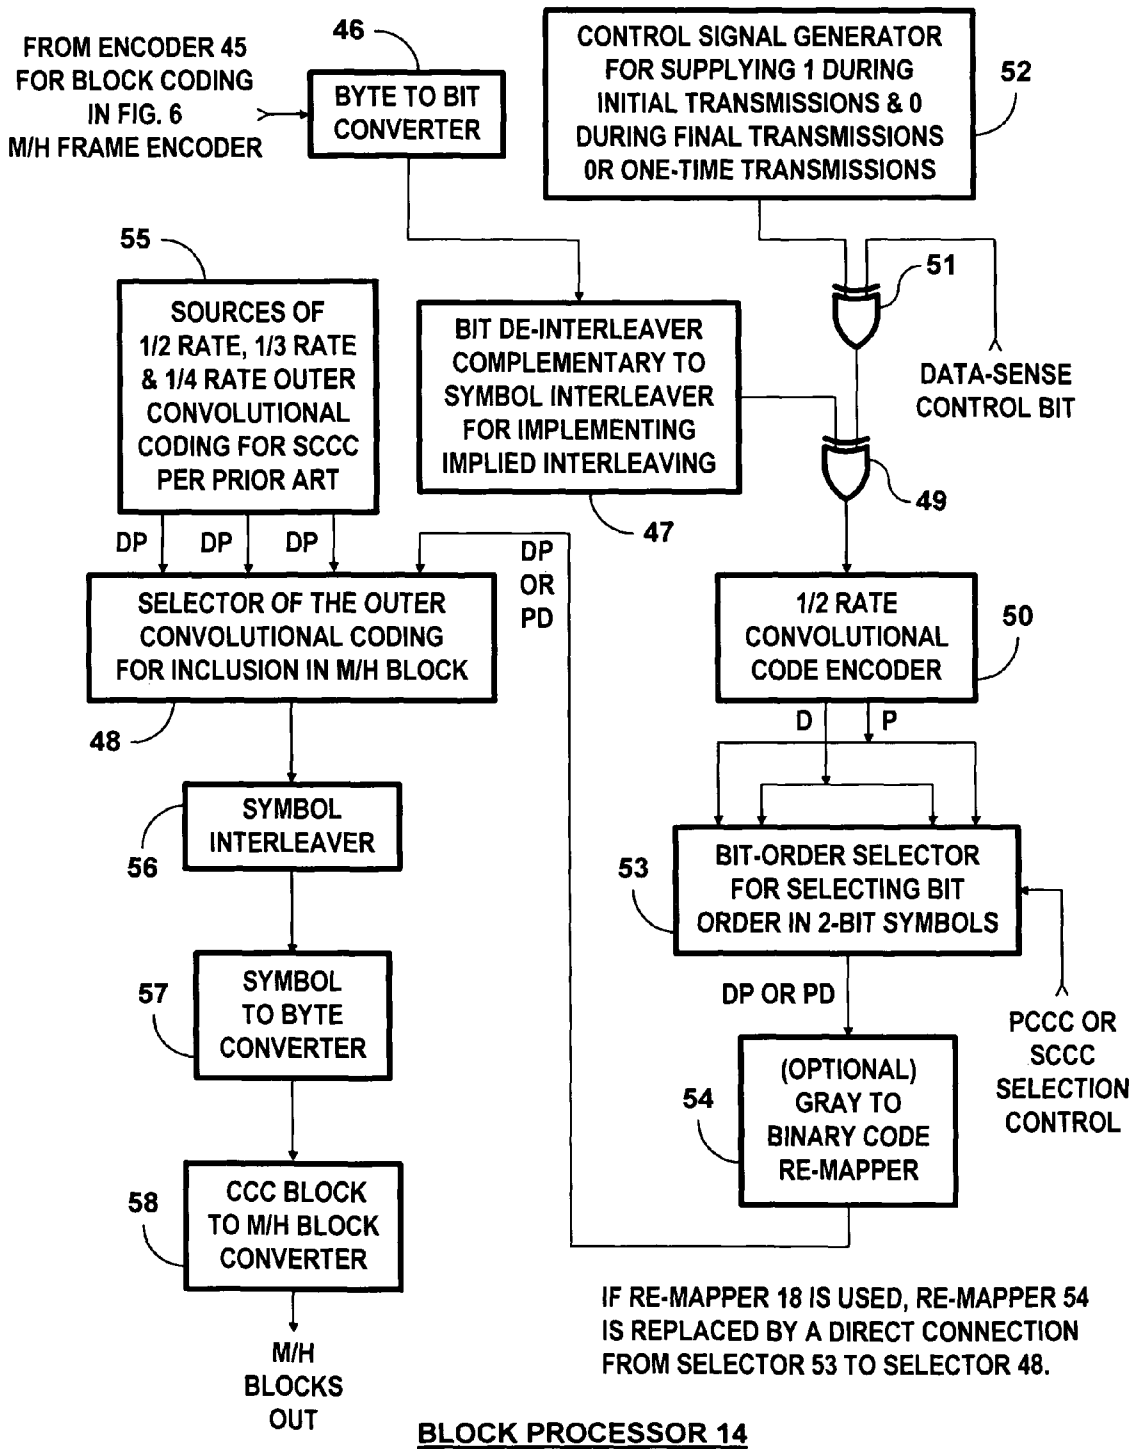 FROM ENCODER 45
FOR BLOCK CODING
IN FIG. 6
M/H FRAME ENCODER
46
BYTE TO BIT
CONVERTER
CONTROL SIGNAL GENERATOR
FOR SUPPLYING 1 DURING
INITIAL TRANSMISSIONS & 0
DURING FINAL TRANSMISSIONS
0R ONE-TIME TRANSMISSIONS
52
55
SOURCES OF
1/2 RATE, 1/3 RATE
& 1/4 RATE OUTER
CONVOLUTIONAL
CODING FOR SCCC
PER PRIOR ART
BIT DE-INTERLEAVER
COMPLEMENTARY TO
SYMBOL INTERLEAVER
FOR IMPLEMENTING
IMPLIED INTERLEAVING
47
51
DATA-SENSE
CONTROL BIT
49
DP
DP
DP
DP
OR
PD
SELECTOR OF THE OUTER
CONVOLUTIONAL CODING
FOR INCLUSION IN M/H BLOCK
48
1/2 RATE
CONVOLUTIONAL
CODE ENCODER
50
D
P
SYMBOL
INTERLEAVER
56
53
BIT-ORDER SELECTOR
FOR SELECTING BIT
ORDER IN 2-BIT SYMBOLS
57
SYMBOL
TO BYTE
CONVERTER
DP OR PD
PCCC OR
SCCC
SELECTION
CONTROL
54
(OPTIONAL)
GRAY TO
BINARY CODE
RE-MAPPER
58
CCC BLOCK
TO M/H BLOCK
CONVERTER
M/H
BLOCKS
OUT
IF RE-MAPPER 18 IS USED, RE-MAPPER 54
IS REPLACED BY A DIRECT CONNECTION
FROM SELECTOR 53 TO SELECTOR 48.
BLOCK PROCESSOR 14